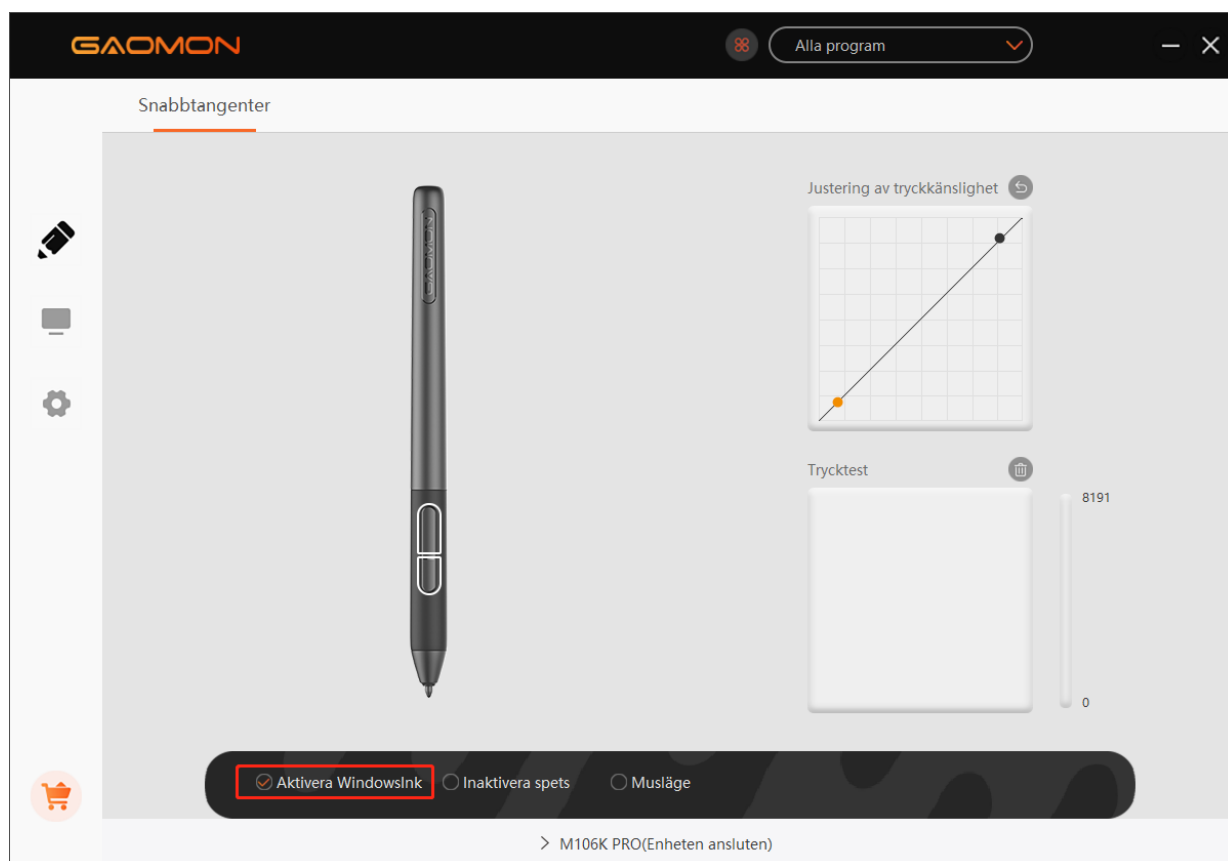 GAOMON
Alla program
Snabbtangenter
GAOMON
Justering av tryckkänslighet
Trycktest
8191
0
Aktivera WindowsInk
Inaktivera spets
Musläge
M106K PRO(Enheten ansluten)